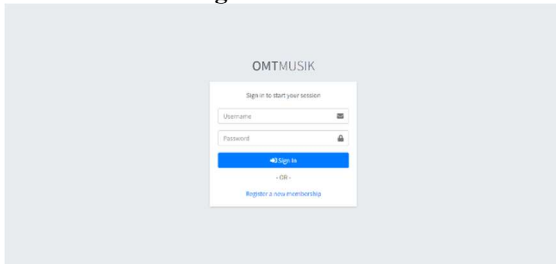 OMTMUSIK
Sign in to start your session
Username
Password
Sign In
- OR -
Register a new membership